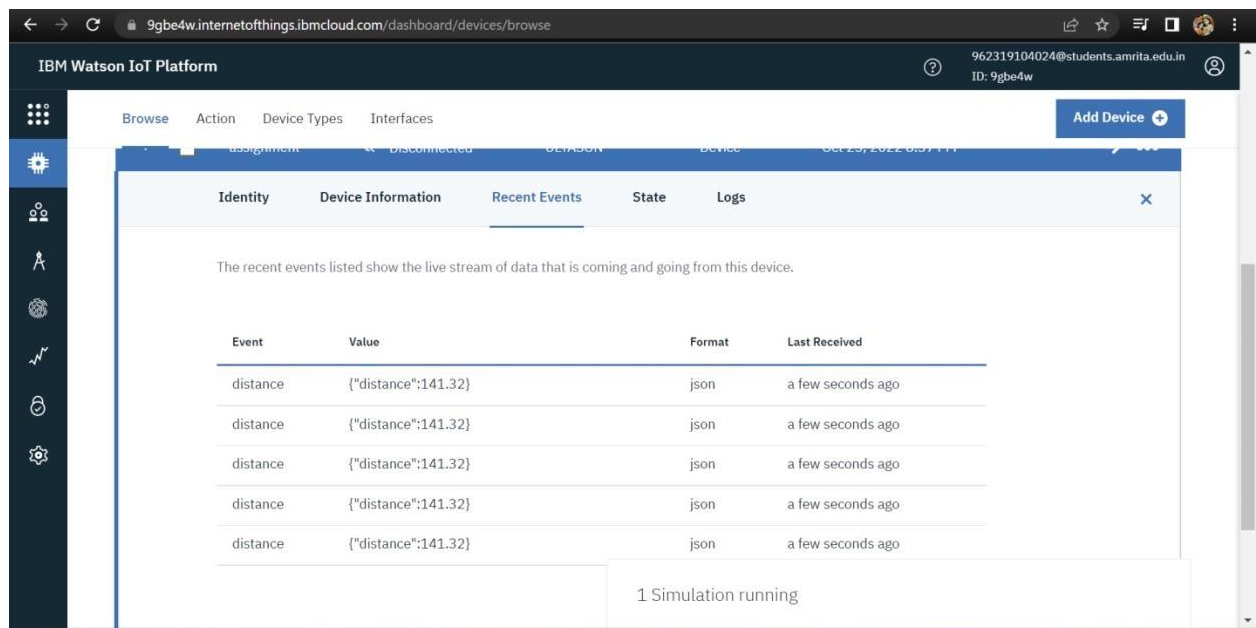 9gbe4w.internetofthings.ibmcloud.com/dashboard/devices/browse
IBM Watson IoT Platform
962319104024@students.amrita.edu.in
ID: 9gbe4w
Browse Action Device Types Interfaces
Add Device
assignment Disconnected Device
Identity Device Information Recent Events State Logs
The recent events listed show the live stream of data that is coming and going from this device.
Event Value Format Last Received
distance {"distance":141.32} json a few seconds ago
distance {"distance":141.32} json a few seconds ago
distance {"distance":141.32} json a few seconds ago
distance {"distance":141.32} json a few seconds ago
distance {"distance":141.32} json a few seconds ago
1 Simulation running